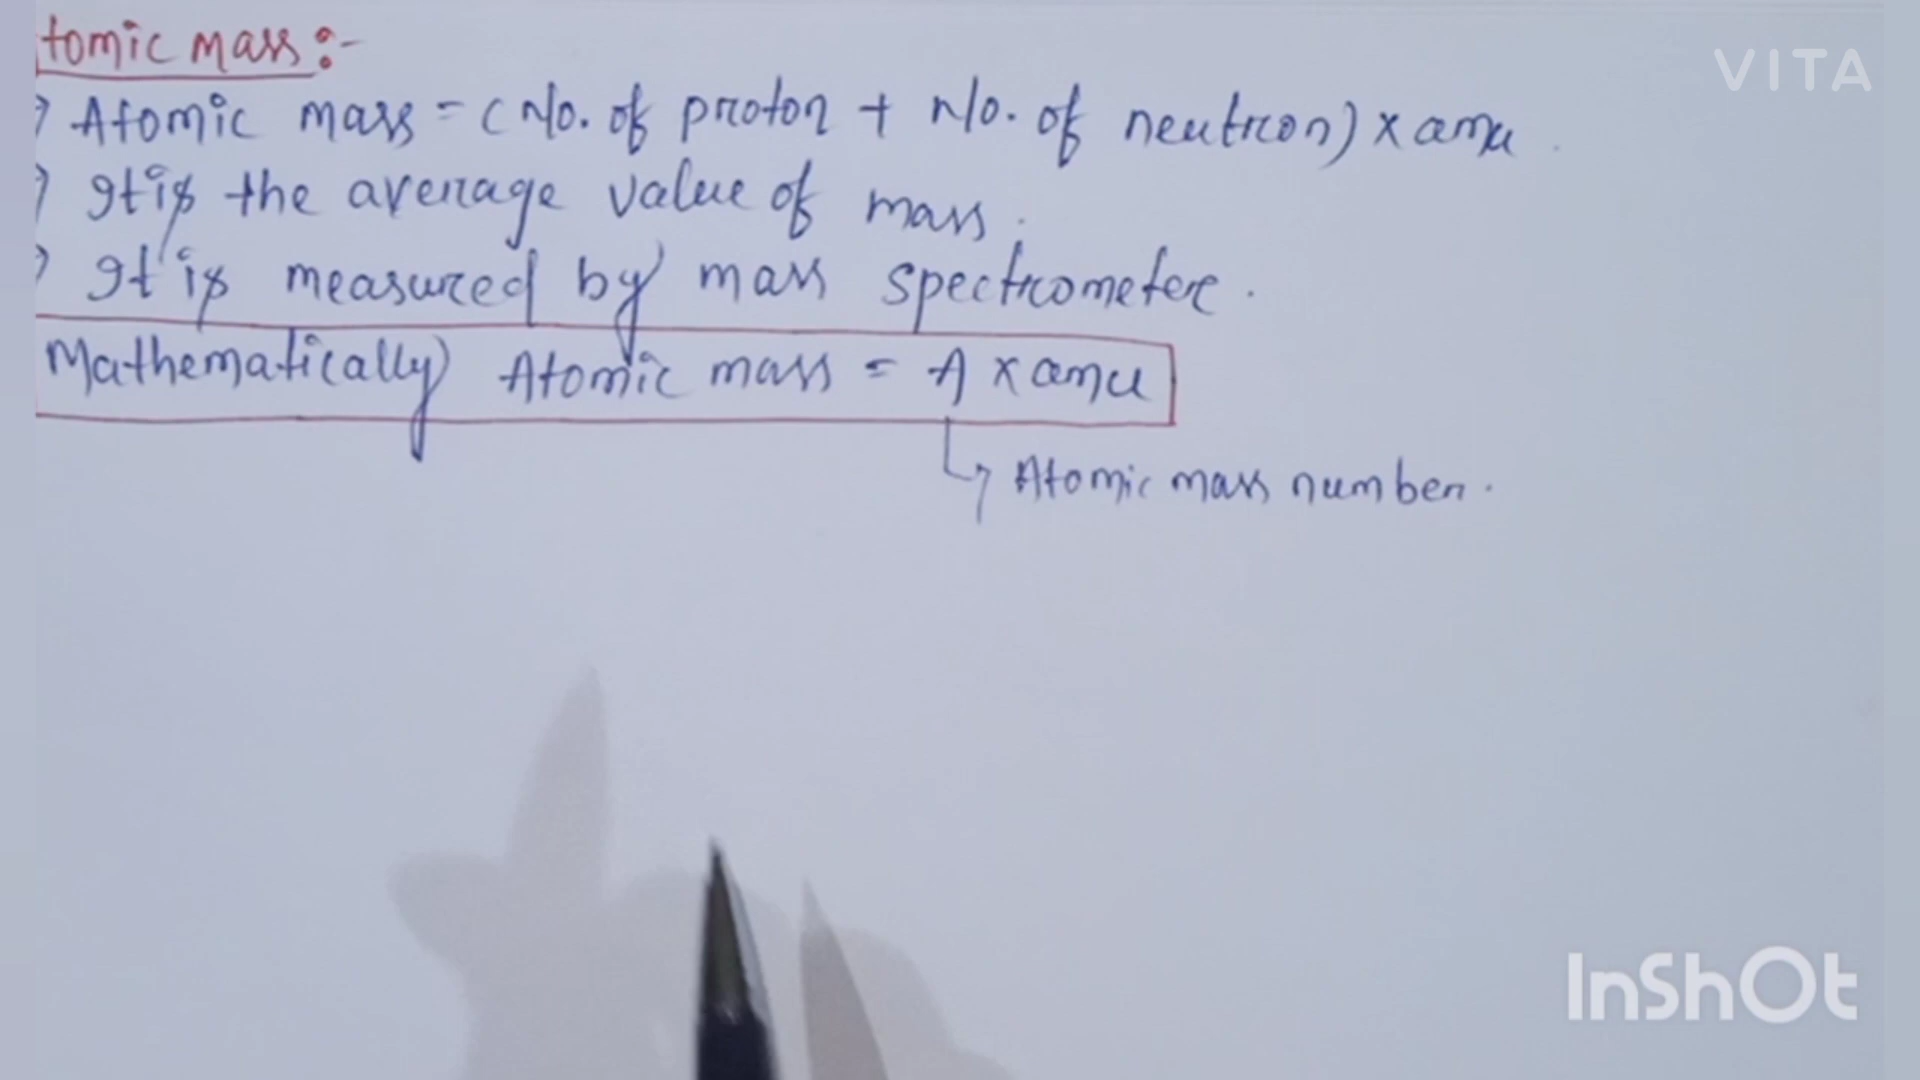 tomic mass :-
VITA
Atomic mass = (No. of proton + No. of neutron) x amu
It is the average value of mass.
It is measured by mass spectrometer.
Mathematically Atomic mass = A x amu
Atomic mass number.
InShOt